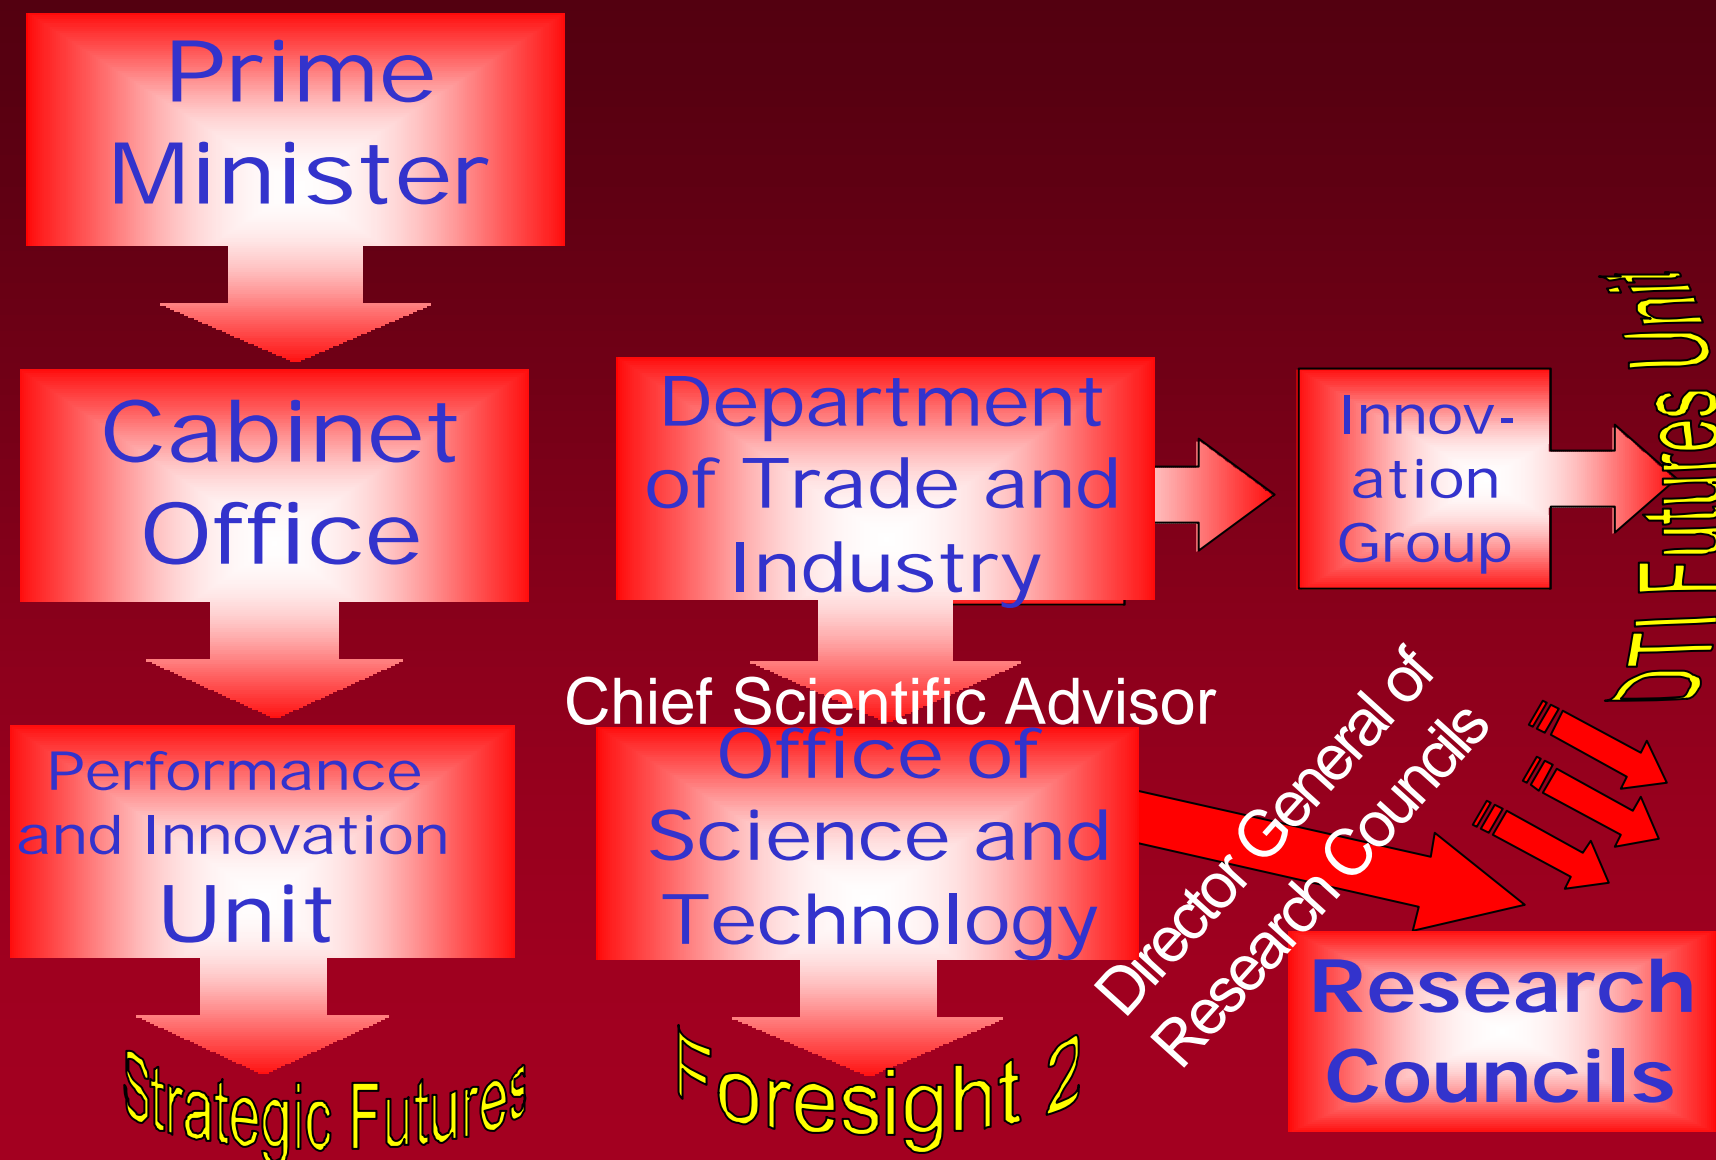 Prime
Minister
Cabinet
Office
Performance
and Innovation
Unit
Strategic Futures
Department
of Trade and
Industry
Chief Scientific Advisor
Office of
Science and
Technology
Foresight 2
Innov-
ation
Group
DTI Futures Unit
Director General of
Research Councils
Research
Councils